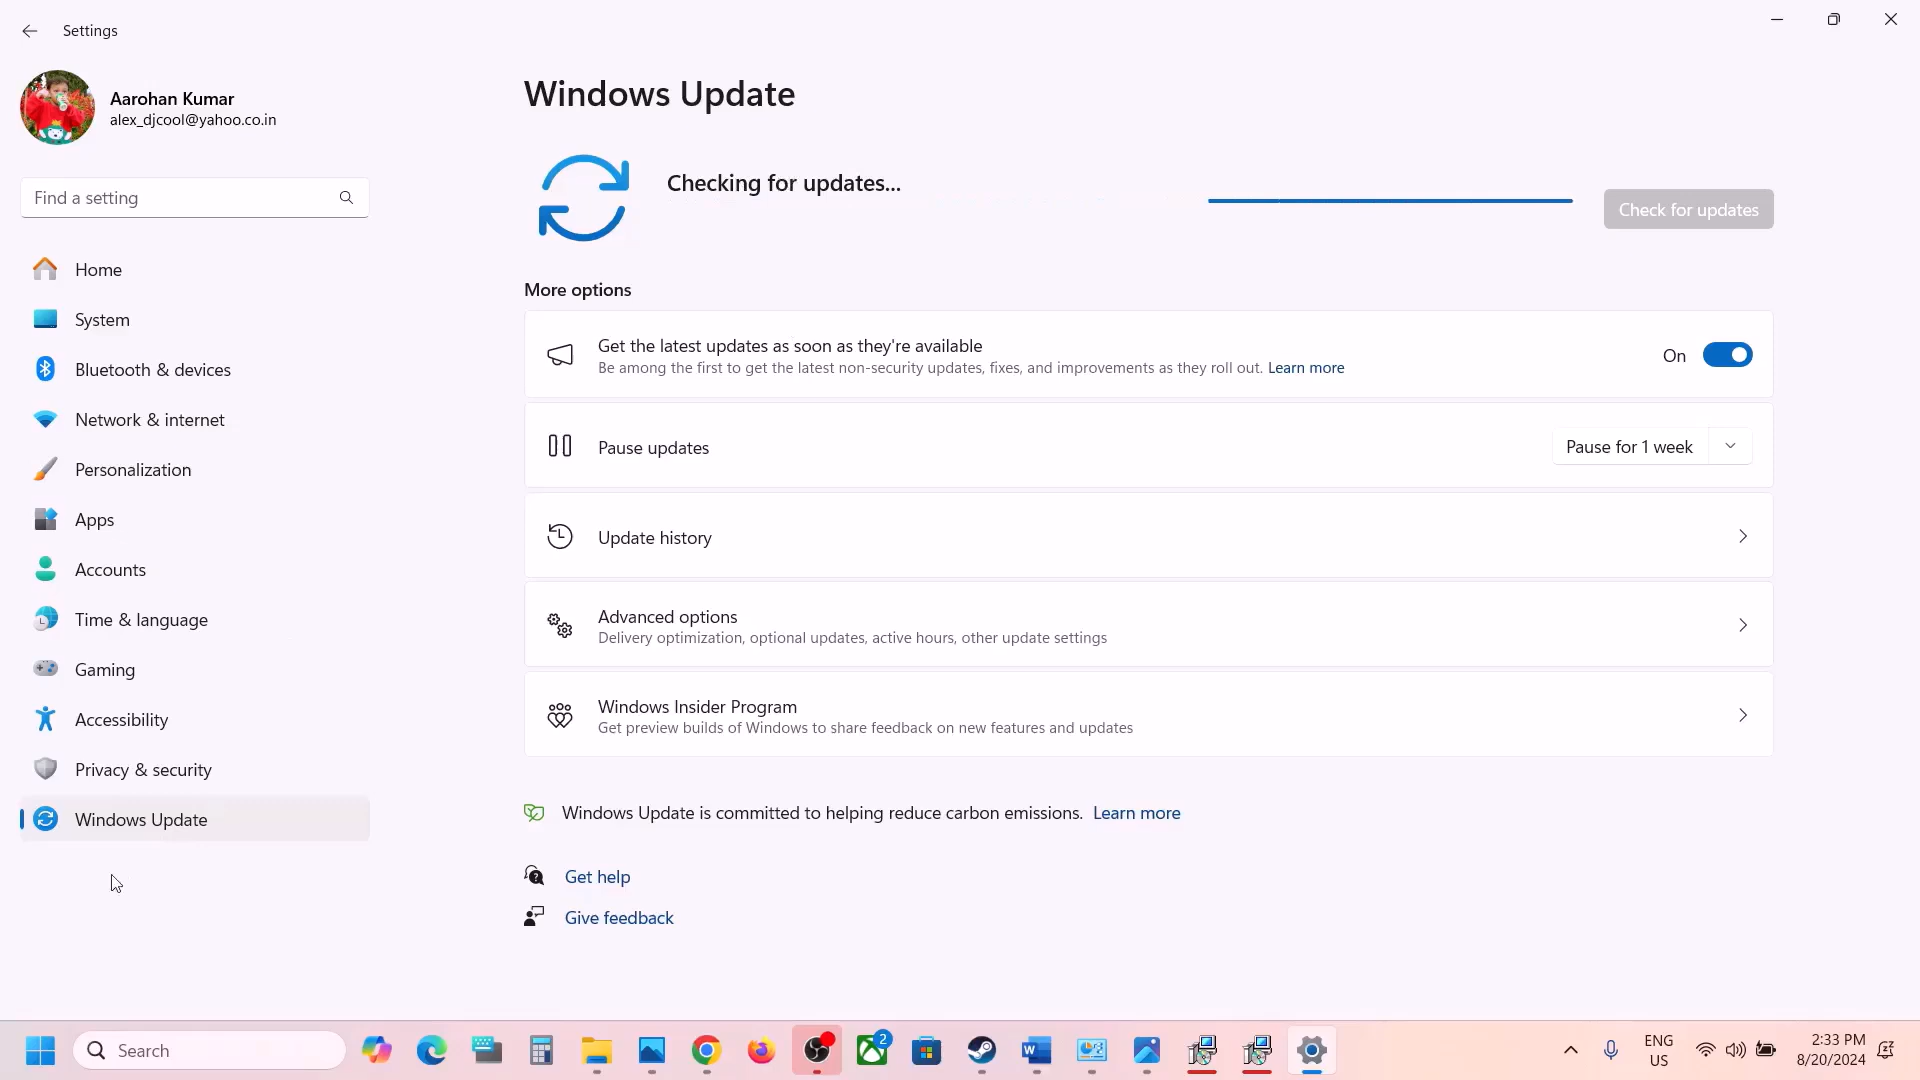 Settings
Aarohan Kumar
alex_djcool@yahoo.co.in
Find a setting
Home
System
Bluetooth & devices
Network & internet
Personalization
Apps
Accounts
Time & language
Gaming
Accessibility
Privacy & security
Windows Update
Windows Update
Checking for updates...
Check for updates
More options
Get the latest updates as soon as they're available
Be among the first to get the latest non-security updates, fixes, and improvements as they roll out. Learn more
On
Pause updates
Pause for 1 week
Update history
Advanced options
Delivery optimization, optional updates, active hours, other update settings
Windows Insider Program
Get preview builds of Windows to share feedback on new features and updates
Windows Update is committed to helping reduce carbon emissions. Learn more
Get help
Give feedback
Search
2
ENG
US
2:33 PM
8/20/2024